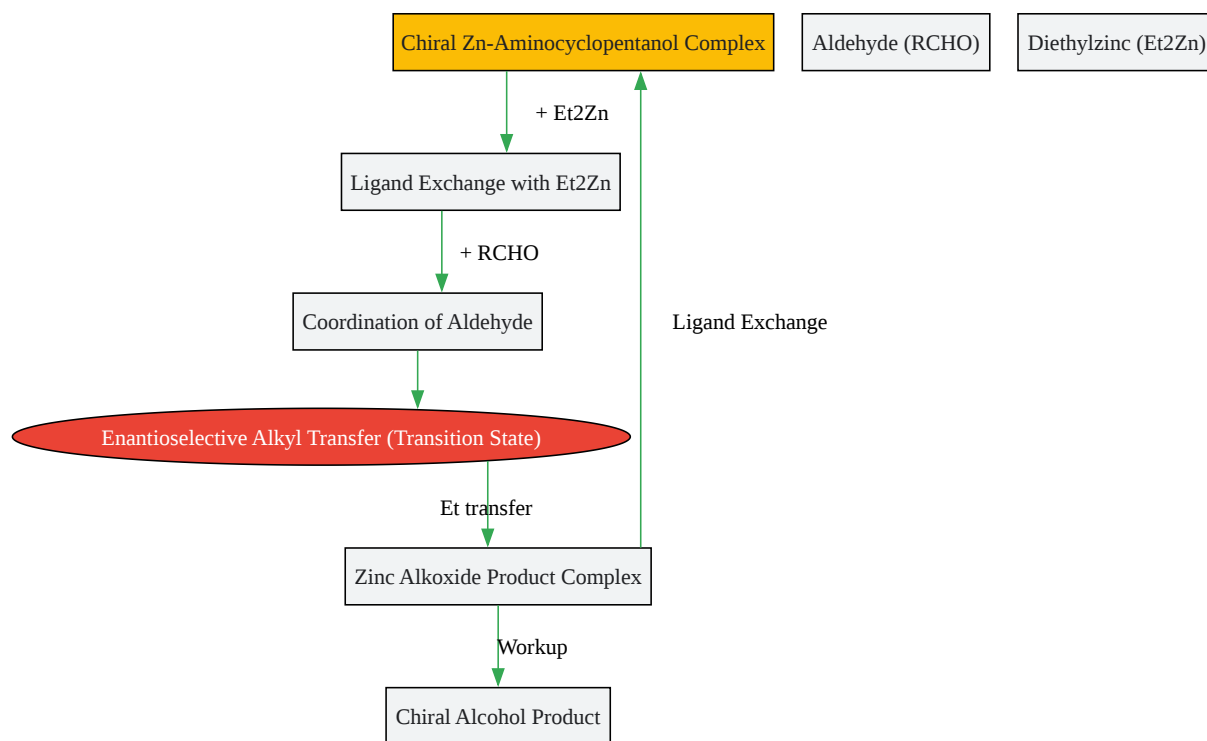 Chiral Zn-Aminocyclopentanol Complex
Aldehyde (RCHO)
Diethylzinc (Et2Zn)
+ Et2Zn
Ligand Exchange with Et2Zn
+ RCHO
Coordination of Aldehyde
Ligand Exchange
Enantioselective Alkyl Transfer (Transition State)
Et transfer
Zinc Alkoxide Product Complex
Workup
Chiral Alcohol Product